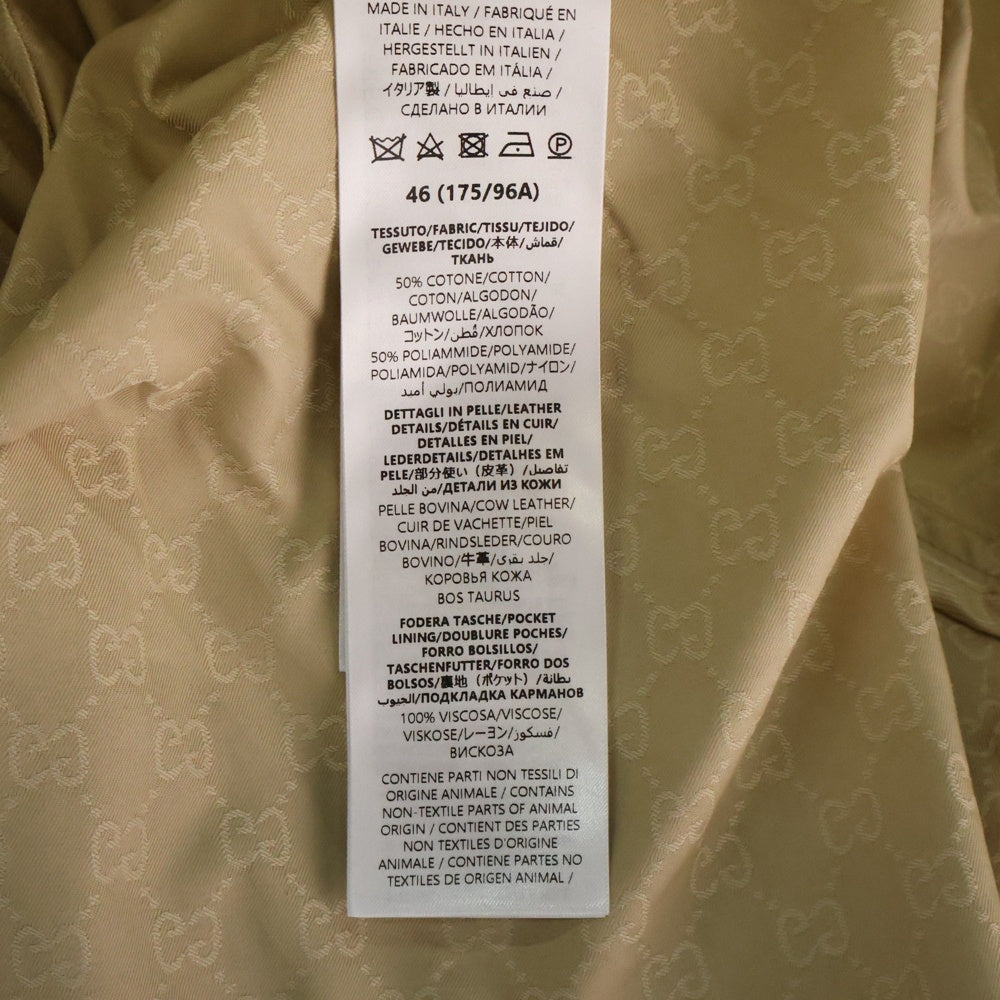 MADE IN ITALY / FABRIQUÉ EN
ITALIE / HECHO EN ITALIA /
HERGESTELLT IN ITALIEN /
FABRICADO EM ITÁLIA /
イタリア製 / صنع في إيطاليا /
СДЕЛАНО В ИТАЛИИ
P
46 (175/96A)
TESSUTO/FABRIC/TISSU/TEJIDO/
GEWEBE/TECIDO/本体/قماش/
ТКАНЬ
50% COTONE/COTTON/
COTON/ALGODON/
BAUMWOLLE/ALGODÃO/
コットン/قُطن/ХЛОПОК
50% POLIAMMIDE/POLYAMIDE/
POLIAMIDA/POLYAMID/ナイロン/
بولي أميد/ПОЛИАМИД
DETTAGLI IN PELLE/LEATHER
DETAILS/DÉTAILS EN CUIR/
DETALLES EN PIEL/
LEDERDETAILS/DETALHES EM
PELE/部分使い（皮革）/تفاصيل
من الجلد/ДЕТАЛИ ИЗ КОЖИ
PELLE BOVINA/COW LEATHER/
CUIR DE VACHETTE/PIEL
BOVINA/RINDSLEDER/COURO
BOVINO/牛革/جلد بقري/
КОРОВЬЯ КОЖА
BOS TAURUS
FODERA TASCHE/POCKET
LINING/DOUBLURE POCHES/
FORRO BOLSILLOS/
TASCHENFUTTER/FORRO DOS
BOLSOS/裏地（ポケット）/بطانة
الجيوب/ПОДКЛАДКА КАРМАНОВ
100% VISCOSA/VISCOSE/
VISKOSE/レーヨン/فسكوز/
ВИСКОЗА
CONTIENE PARTI NON TESSILI DI
ORIGINE ANIMALE / CONTAINS
NON-TEXTILE PARTS OF ANIMAL
ORIGIN / CONTIENT DES PARTIES
NON TEXTILES D'ORIGINE
ANIMALE / CONTIENE PARTES NO
TEXTILES DE ORIGEN ANIMAL /